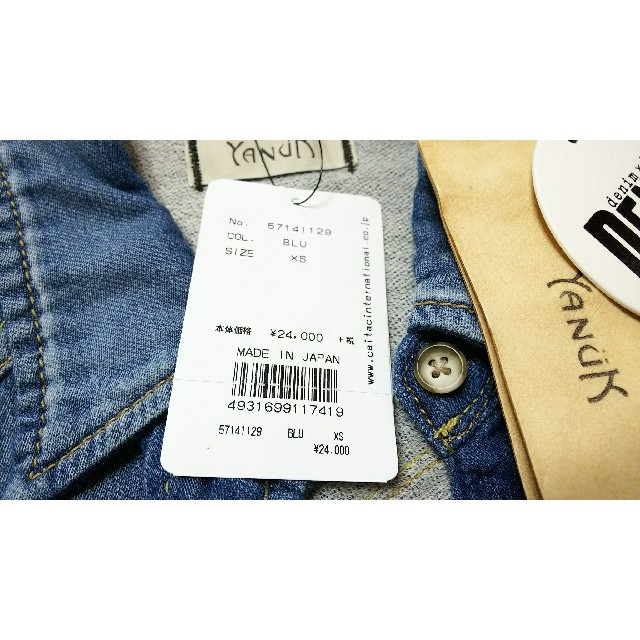 YANUK
No. 57141129
COL. BLU
SIZE XS
本体価格 ¥24,000 +税
MADE IN JAPAN
4931699117419
57141129 BLU XS
¥24,000
www.caitacinternational.co.jp
denim
YANUK